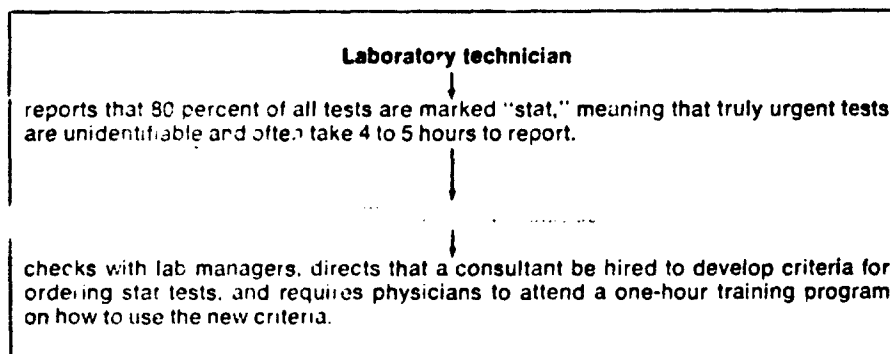 Laboratory technician
reports that 80 percent of all tests are marked "stat," meaning that truly urgent tests
are unidentifiable and often take 4 to 5 hours to report.
checks with lab managers, directs that a consultant be hired to develop criteria for
ordering stat tests, and requires physicians to attend a one-hour training program
on how to use the new criteria.